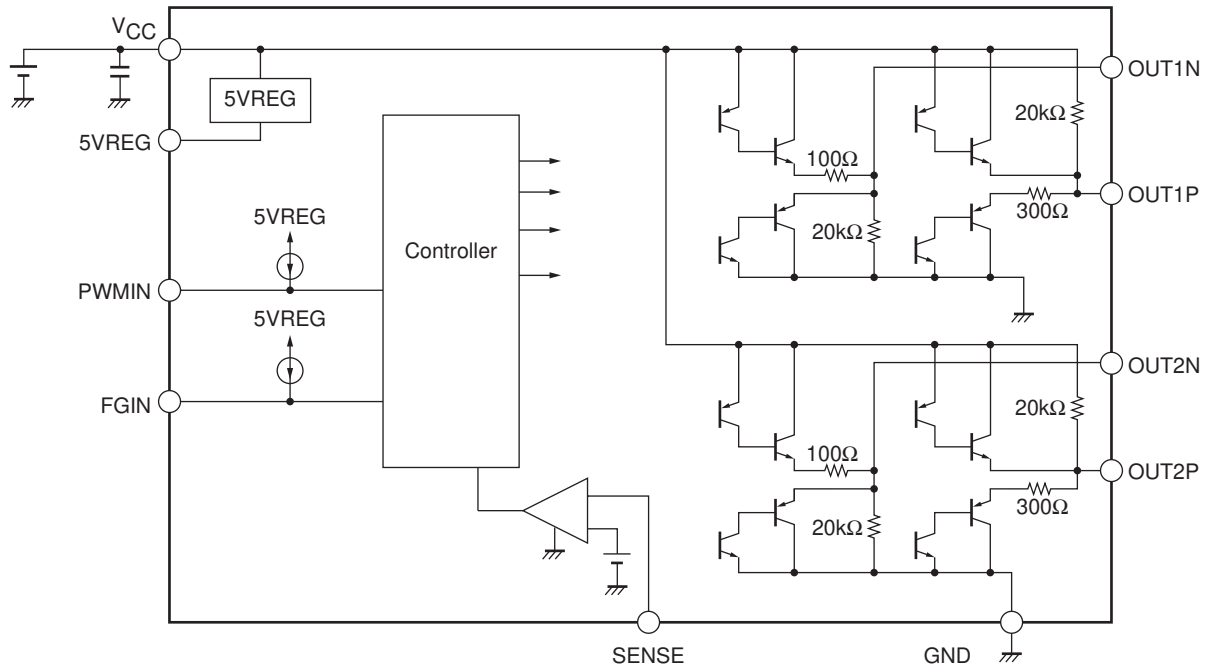 VCC
5VREG
5VREG
5VREG
PWMIN
5VREG
FGIN
Controller
SENSE
GND
OUT1N
20kΩ
100Ω
OUT1P
300Ω
20kΩ
OUT2N
20kΩ
100Ω
OUT2P
300Ω
20kΩ